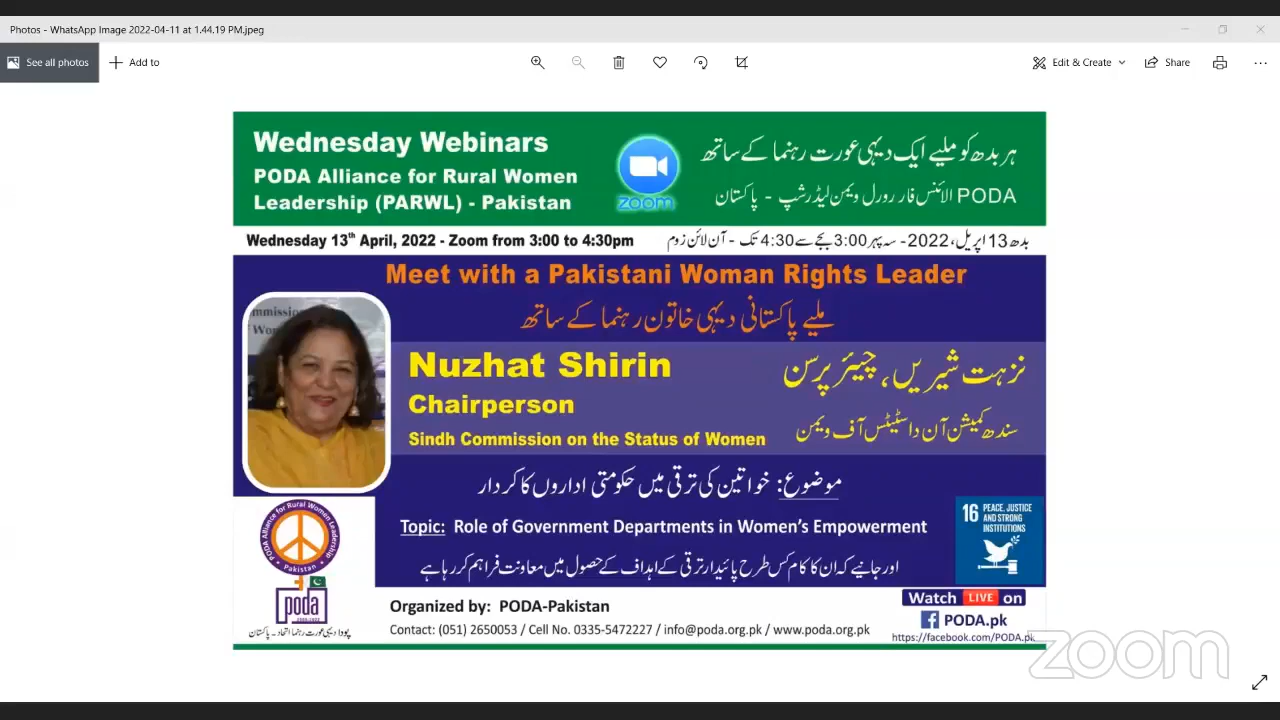 Photos - WhatsApp Image 2022-04-11 at 1.44.19 PM.jpeg
See all photos
Add to
Edit & Create
Share
Wednesday Webinars
PODA Alliance for Rural Women
Leadership (PARWL) - Pakistan
zoom
ہر بدھ کو ملیے ایک دیہی عورت رہنما کے ساتھ
PODA الائنس فار رورل ویمن لیڈرشپ - پاکستان
Wednesday 13th April, 2022 - Zoom from 3:00 to 4:30pm
بدھ 13 اپریل، 2022 - سہ پہر 3:00 بجے سے 4:30 تک - آن لائن زوم
Meet with a Pakistani Woman Rights Leader
ملیے پاکستانی دیہی خاتون رہنما کے ساتھ
mmission
Wo
Nuzhat Shirin
Chairperson
Sindh Commission on the Status of Women
نزہت شیریں، چیئرپرسن
سندھ کمیشن آن دا سٹیٹس آف ویمن
موضوع: خواتین کی ترقی میں حکومتی اداروں کا کردار
Topic: Role of Government Departments in Women's Empowerment
اور جانیے کہ ان کا کام کس طرح پائیدار ترقی کے اہداف کے حصول میں معاونت فراہم کر رہا ہے
16 PEACE, JUSTICE
AND STRONG
INSTITUTIONS
PODA Alliance for Rural Women Leadership
Pakistan
poda
پودا دیہی عورت رہنما اتحاد - پاکستان
Organized by: PODA-Pakistan
Contact: (051) 2650053 / Cell No. 0335-5472227 / info@poda.org.pk / www.poda.org.pk
Watch LIVE on
PODA.pk
https://facebook.com/PODA.pk
zoom